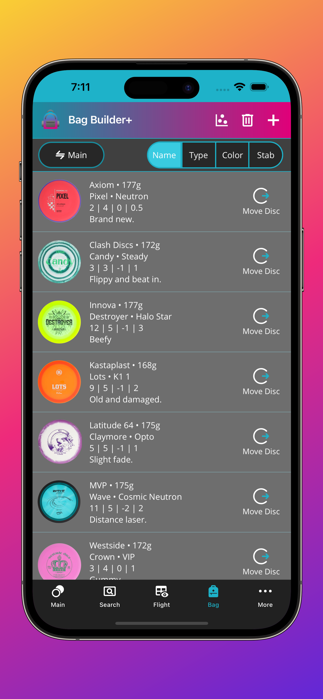 7:11
Bag Builder+
Main
Name Type Color Stab
Axiom • 177g
Pixel • Neutron
2 | 4 | 0 | 0.5
Brand new.
Move Disc
PIXEL
Clash Discs • 172g
Candy • Steady
3 | 3 | -1 | 1
Flippy and beat in.
Move Disc
Innova • 177g
Destroyer • Halo Star
12 | 5 | -1 | 3
Beefy
Move Disc
DESTROYER
Kastaplast • 168g
Lots • K1 1
9 | 5 | -1 | 2
Old and damaged.
Move Disc
LOTS
Latitude 64 • 175g
Claymore • Opto
5 | 5 | -1 | 1
Slight fade.
Move Disc
MVP • 175g
Wave • Cosmic Neutron
11 | 5 | -2 | 2
Distance laser.
Move Disc
Westside • 172g
Crown • VIP
3 | 4 | 0 | 1
Gummy
Move Disc
Main Search Flight Bag More